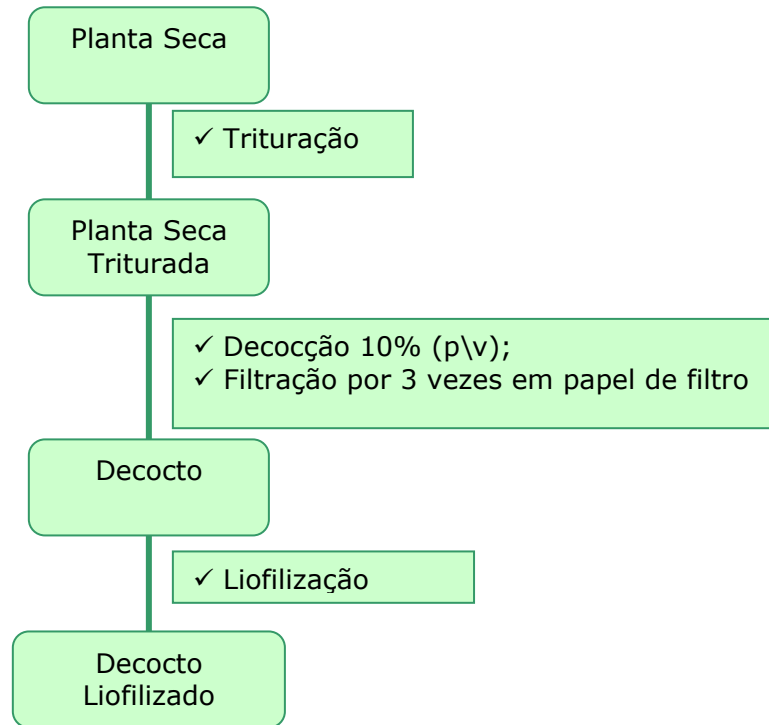 Planta Seca
✓ Trituração
Planta Seca
Triturada
✓ Decocção 10% (p\v);
✓ Filtração por 3 vezes em papel de filtro
Decocto
✓ Liofilização
Decocto
Liofilizado